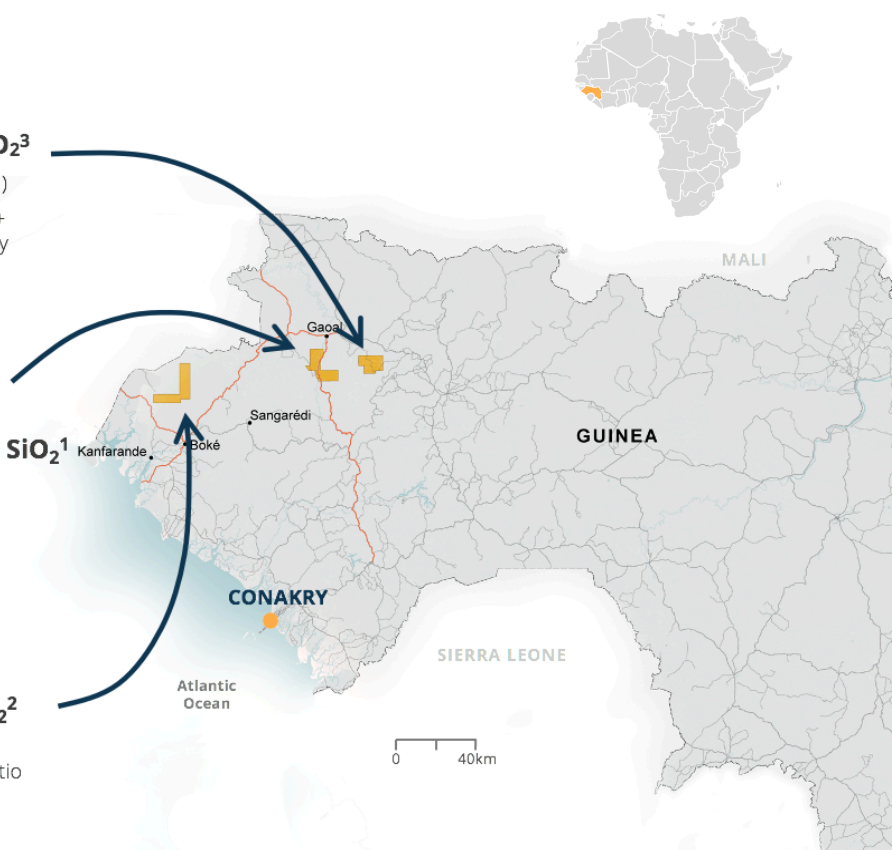 O₂³
)
+
y
MALI
Gaoal
Sangarédi
GUINEA
SiO₂¹
Kanfarande
Boké
CONAKRY
SIERRA LEONE
Atlantic
Ocean
₂²
0 40km
tio